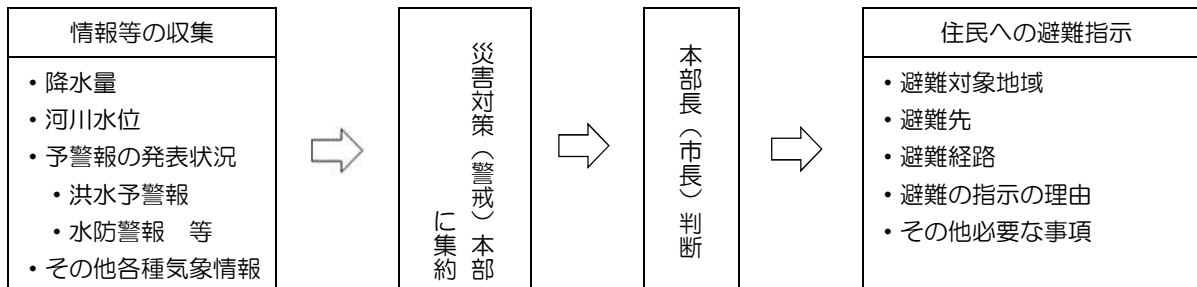 情報等の収集
・降水量
・河川水位
・予警報の発表状況
・洪水予警報
・水防警報　等
・その他各種気象情報
災害対策（警戒）本部
に集約
本部長（市長）判断
住民への避難指示
・避難対象地域
・避難先
・避難経路
・避難の指示の理由
・その他必要な事項